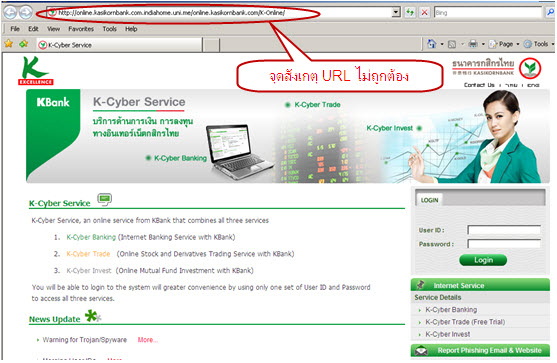 http://online.kasikornbank.com.indiahome.uni.me/online.kasikornbank.com/K-Online/
Bing
File Edit View Favorites Tools Help
K-Cyber Service
Page Tools
จุดสังเกตุ URL ไม่ถูกต้อง
K
EXCELLENCE
ธนาคารกสิกรไทย
开泰银行 KASIKORNBANK
Contact Us
ไทย
ENG
KBank
K-Cyber Service
บริการด้านการเงิน การลงทุน
ทางอินเทอร์เน็ตกสิกรไทย
K-Cyber Trade
K-Cyber Invest
K-Cyber Banking
K-Cyber Service
K-Cyber Service, an online service from KBank that combines all three services
1. K-Cyber Banking (Internet Banking Service with KBank)
2. K-Cyber Trade (Online Stock and Derivatives Trading Service with KBank)
3. K-Cyber Invest (Online Mutual Fund Investment with KBank)
You will be able to login to the system will greater convenience by using only one set of User ID and Password
to access all three services.
News Update
Warning for Trojan/Spyware More...
LOGIN
User ID :
Password :
Login
Internet Service
Service Details
K-Cyber Banking
K-Cyber Trade (Free Trial)
K-Cyber Invest
Report Phishing Email & Website